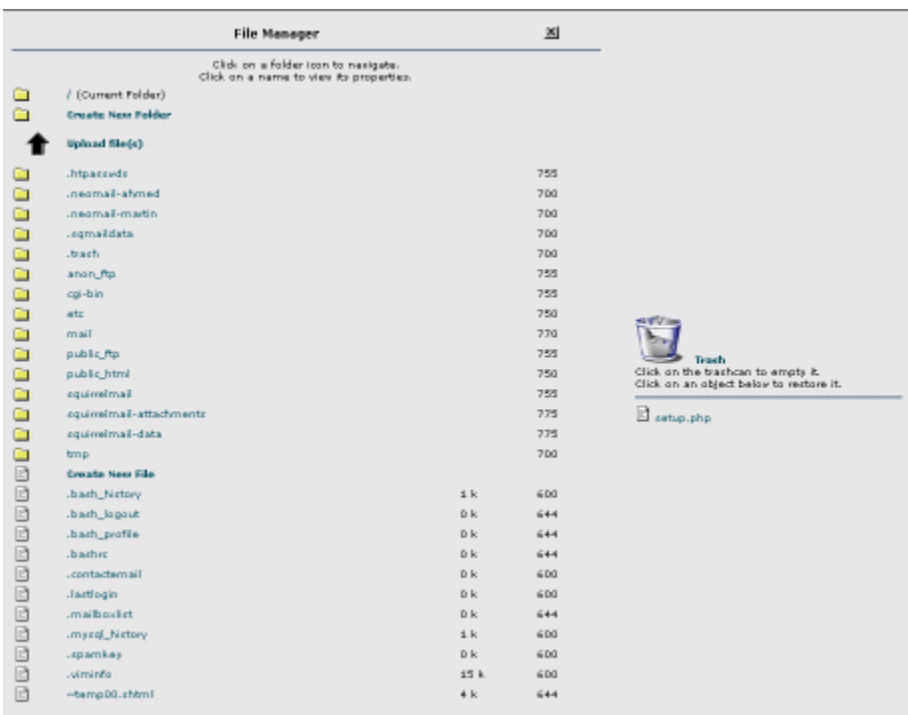 File Manager
X
Click on a folder icon to navigate.
Click on a name to view its properties.
/ (Current Folder)
Create New Folder
Upload file(s)
.htpasswds 755
.neomail-ahmed 700
.neomail-martin 700
.sqmaildata 700
.trash 700
anon_ftp 755
cgi-bin 755
etc 750
mail 770
public_ftp 755
public_html 750
squirrelmail 755
squirrelmail-attachments 775
squirrelmail-data 775
tmp 700
Create New File
.bash_history 1 k 600
.bash_logout 0 k 644
.bash_profile 0 k 644
.bashrc 0 k 644
.contactemail 0 k 600
.lastlogin 0 k 600
.mailboxlist 0 k 644
.mysql_history 1 k 600
.spamkey 0 k 600
.viminfo 15 k 600
~temp00.shtml 4 k 644
Trash
Click on the trashcan to empty it.
Click on an object below to restore it.
setup.php